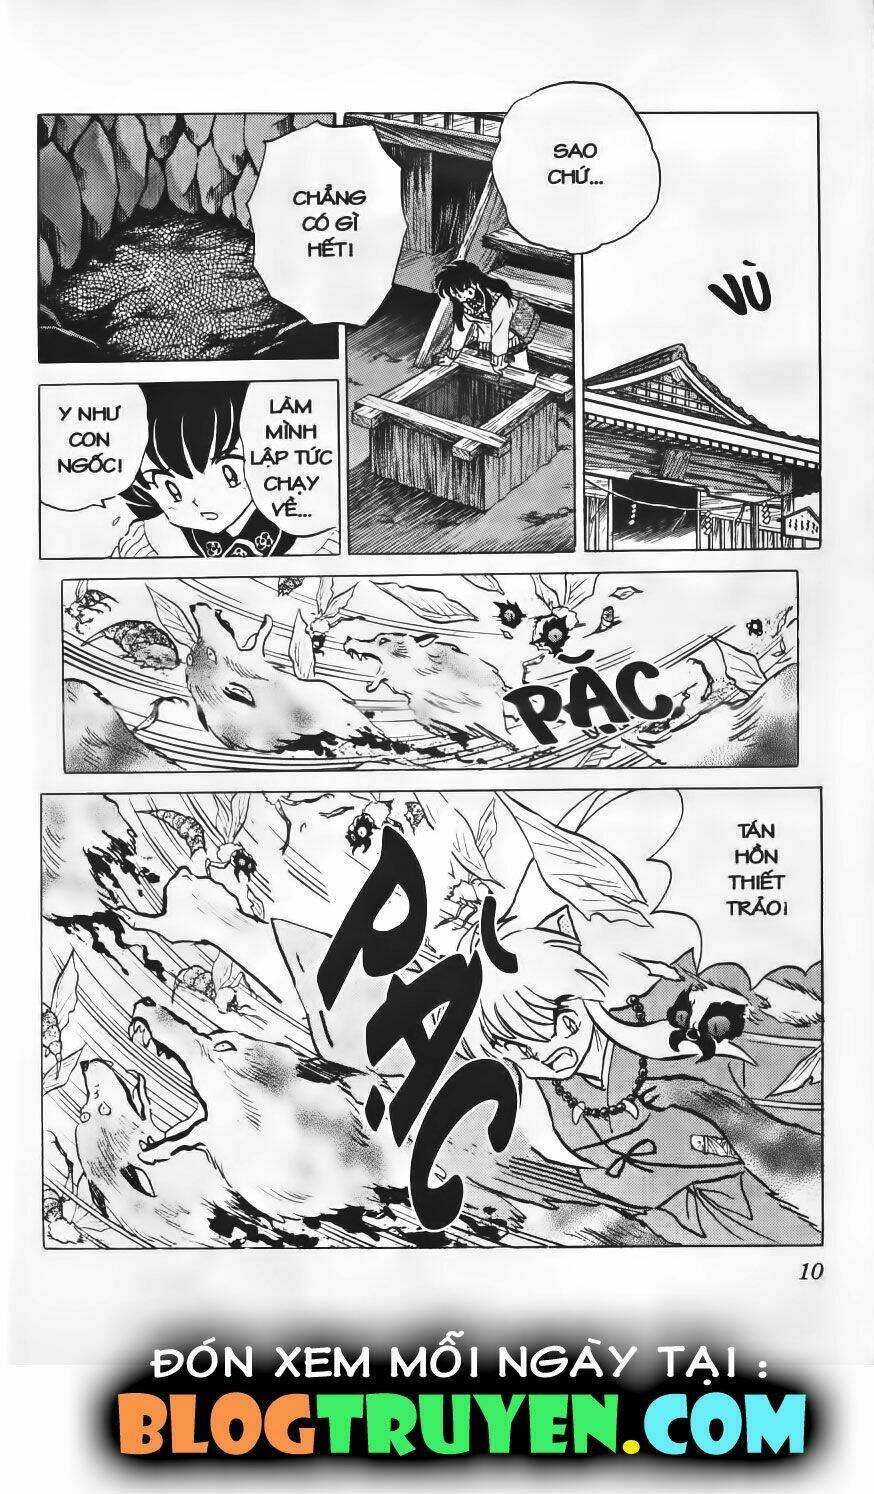 SAO
CHỨ...
VÙ
CHẲNG
CÓ GÌ
HẾT!
LÀM
MÌNH
LẬP TỨC
CHẠY
VỀ...
Y NHƯ
CON
NGỐC!
PẶC
TÁN
HỒN
THIẾT
TRẢO!
PẶC
10
ĐÓN XEM MỖI NGÀY TẠI :
BLOGTRUYEN.COM